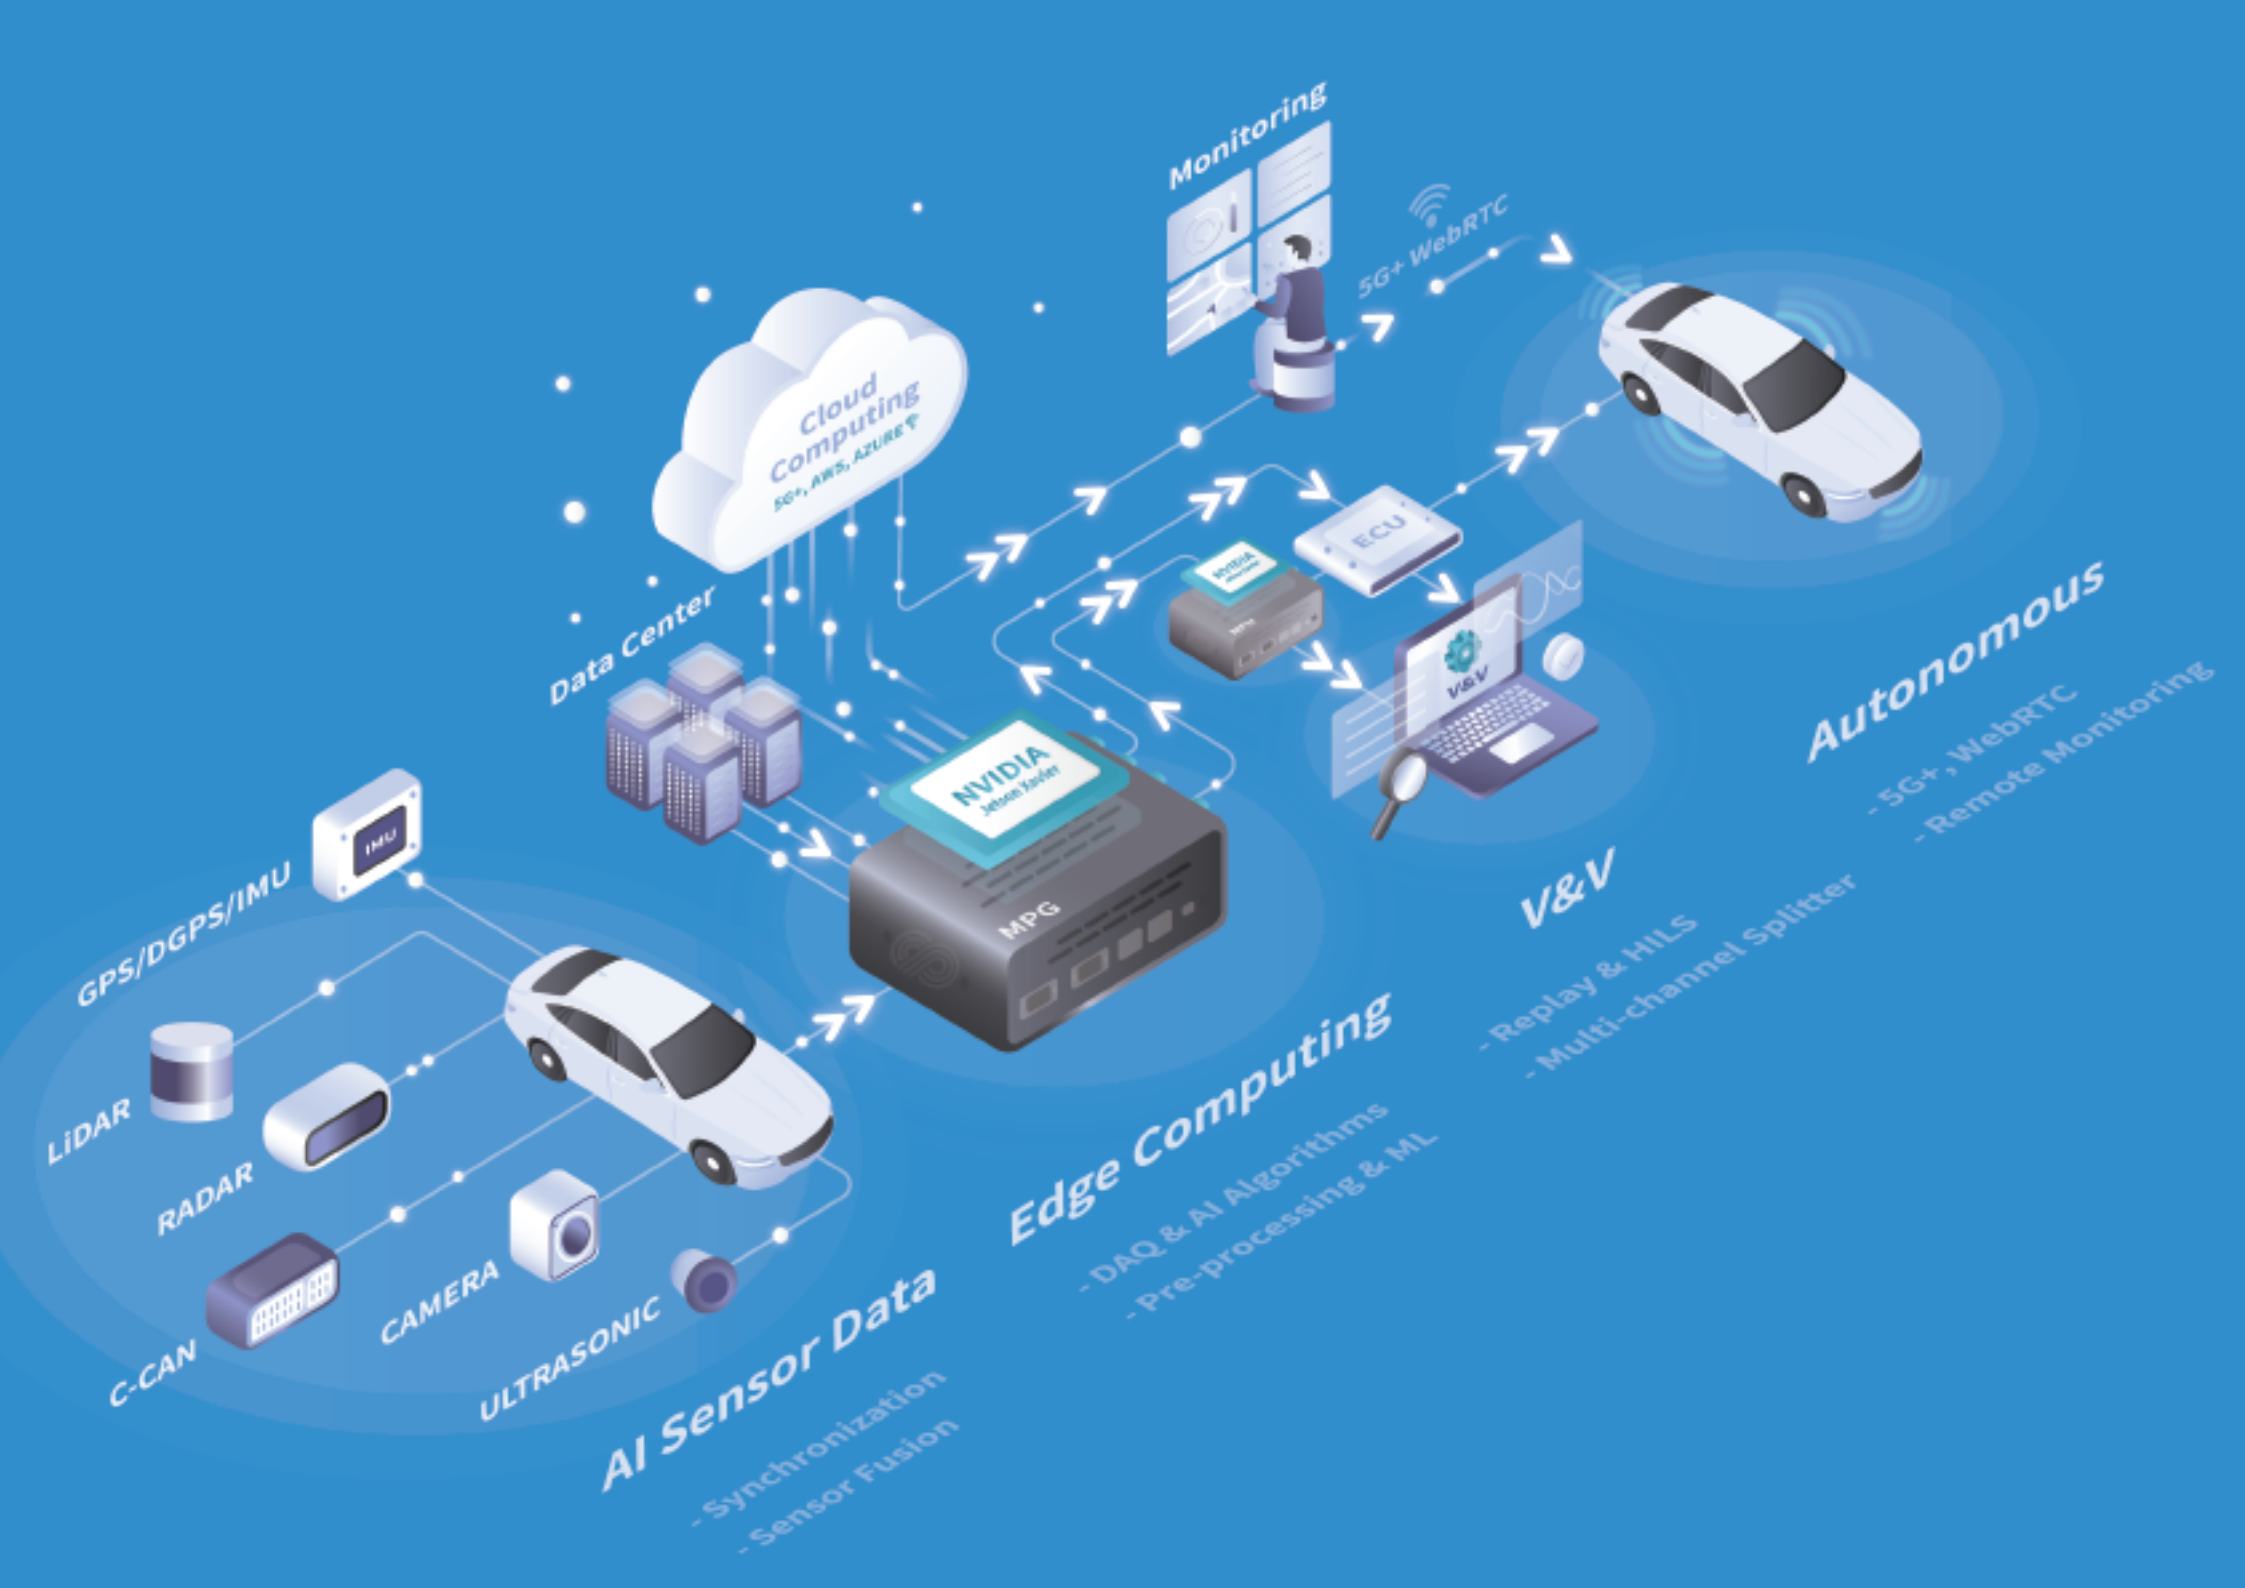 Monitoring
5G+ WebRTC
Cloud
Computing
5G+, AWS, AZURE
Data Center
ECU
NVIDIA
V&V
NVIDIA
Jetson Xavier
MPG
IMU
GPS/DGPS/IMU
LiDAR
RADAR
C-CAN
CAMERA
ULTRASONIC
AI Sensor Data
- Synchronization
- Sensor Fusion
Edge Computing
- DAQ & AI Algorithms
- Pre-processing & ML
V&V
- Replay & HILS
- Multi-channel Splitter
Autonomous
- 5G+, WebRTC
- Remote Monitoring